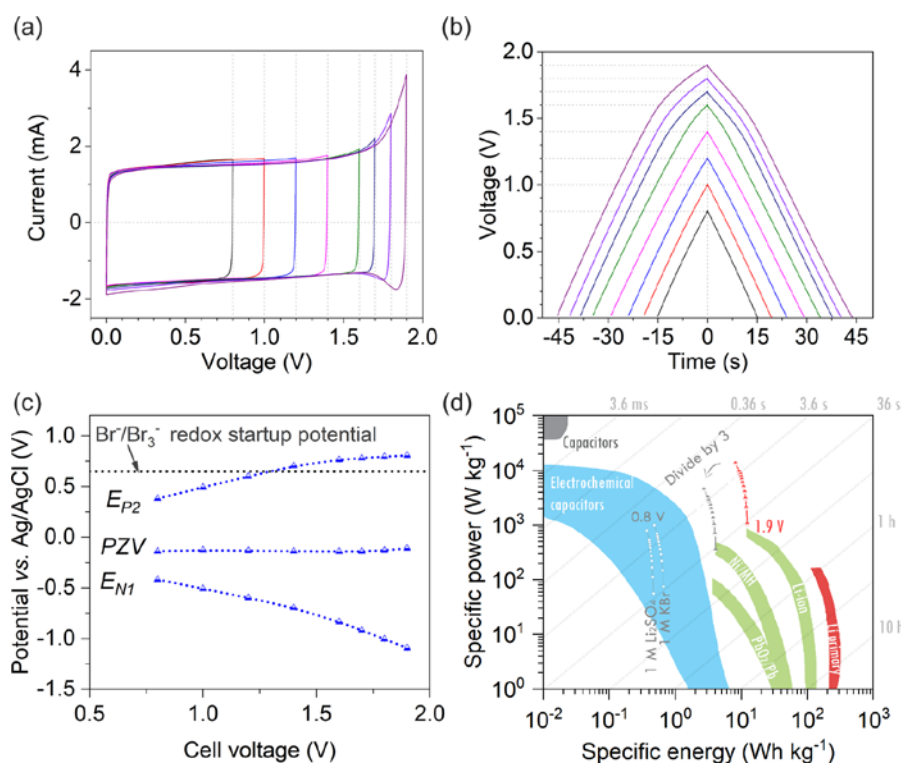 (a)
Current (mA)
4
2
0
-2
0.0 0.4 0.8 1.2 1.6 2.0
Voltage (V)
(b)
Voltage (V)
2.0
1.5
1.0
0.5
0.0
-45 -30 -15 0 15 30 45
Time (s)
(c)
Potential vs. Ag/AgCl (V)
1.0
0.5
0.0
-0.5
-1.0
-1.5
Br⁻/Br₃⁻ redox startup potential
E_P2
PZV
E_N1
0.5 1.0 1.5 2.0
Cell voltage (V)
(d)
3.6 ms 0.36 s 3.6 s 36 s
1 h
10 h
Specific power (W kg⁻¹)
10⁵
10⁴
10³
10²
10¹
10⁰
Capacitors
Electrochemical
capacitors
Divide by 3
0.8 V
1.9 V
1 M Li₂SO₄
1 M KBr
Ni/MH
PbO₂/Pb
Li-ion
Li primary
10⁻² 10⁻¹ 10⁰ 10¹ 10² 10³
Specific energy (Wh kg⁻¹)